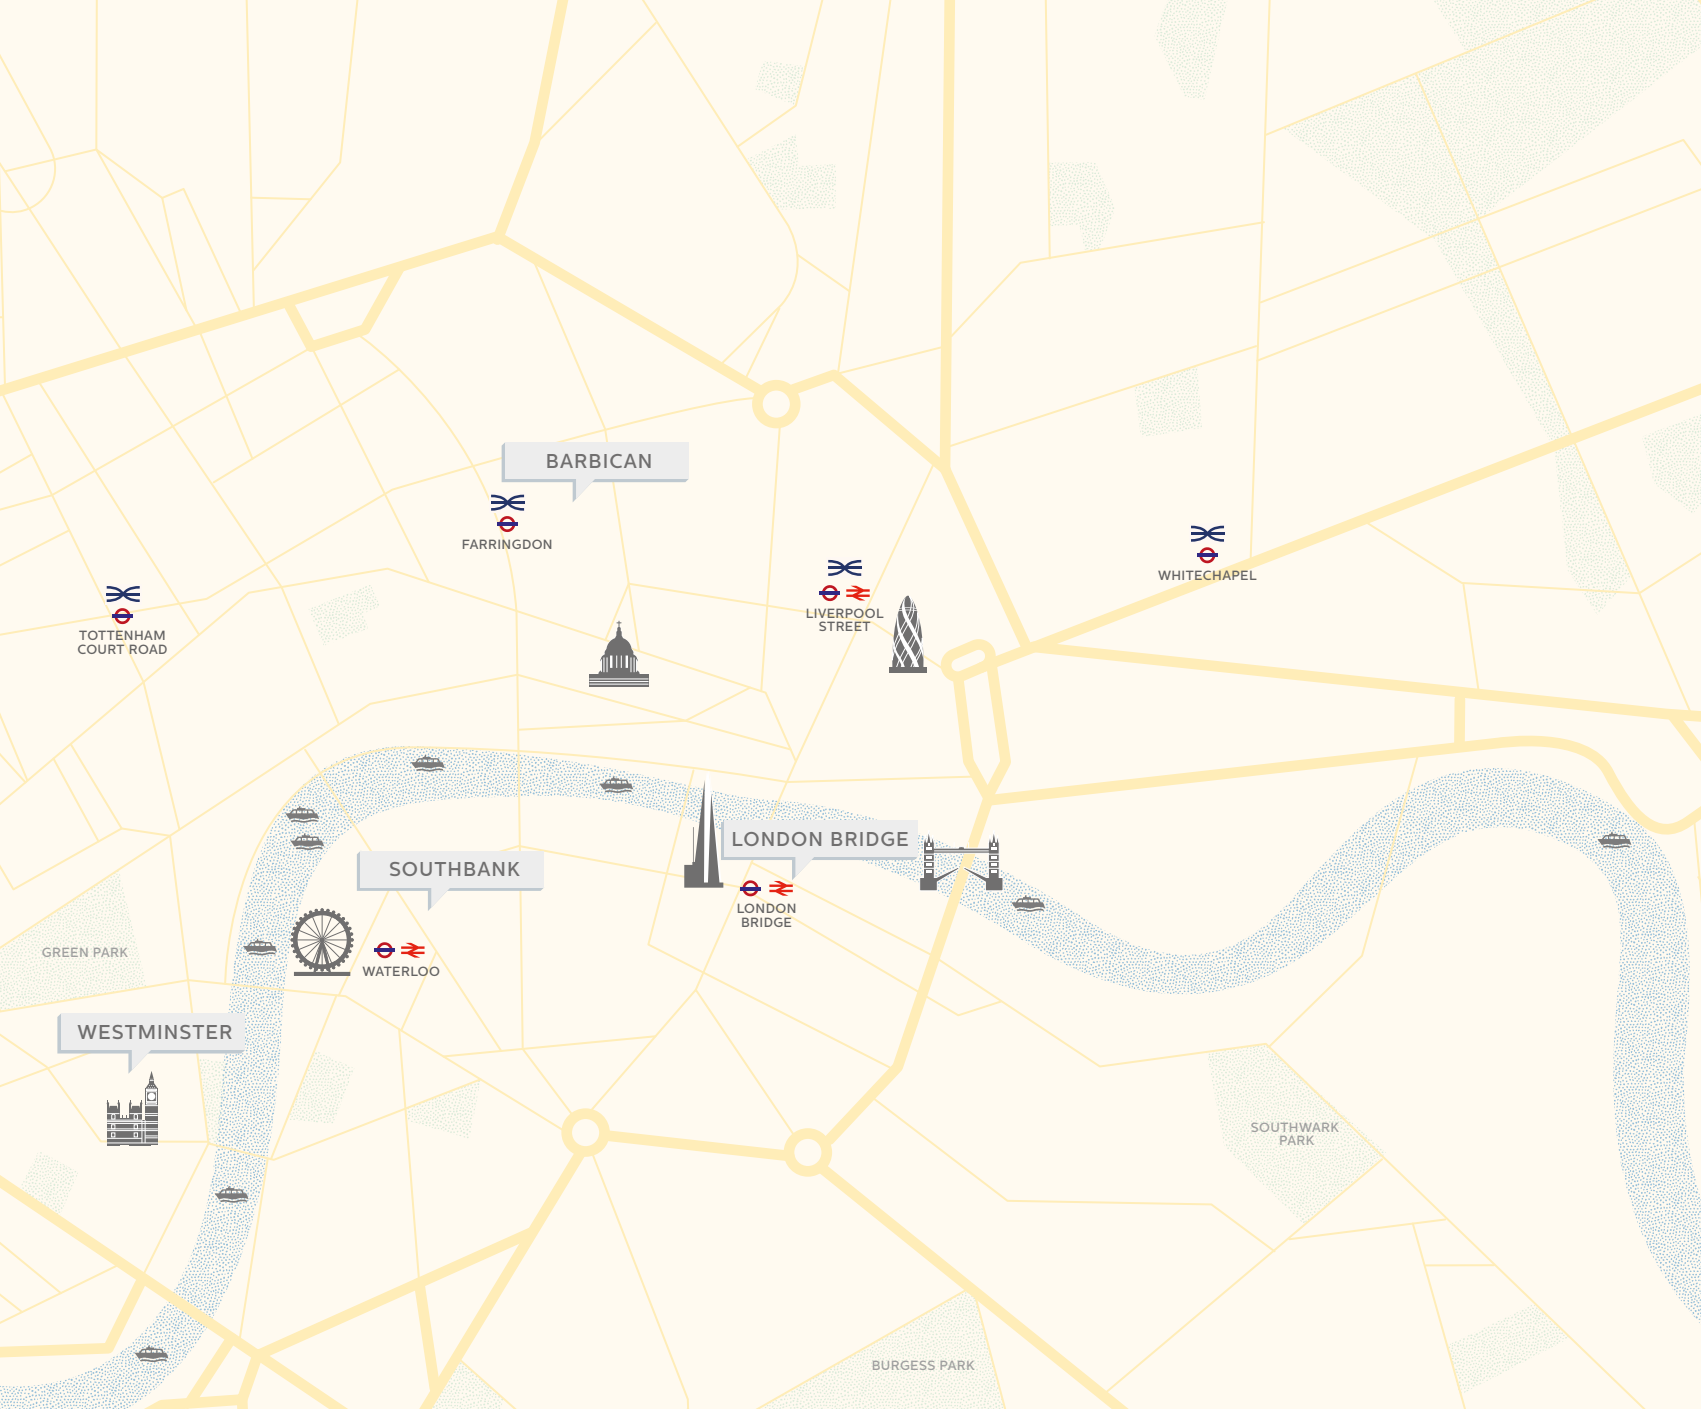 BARBICAN
FARRINGDON
WHITECHAPEL
LIVERPOOL
STREET
TOTTENHAM
COURT ROAD
LONDON BRIDGE
SOUTHBANK
LONDON
BRIDGE
GREEN PARK
WATERLOO
WESTMINSTER
SOUTHWARK
PARK
BURGESS PARK